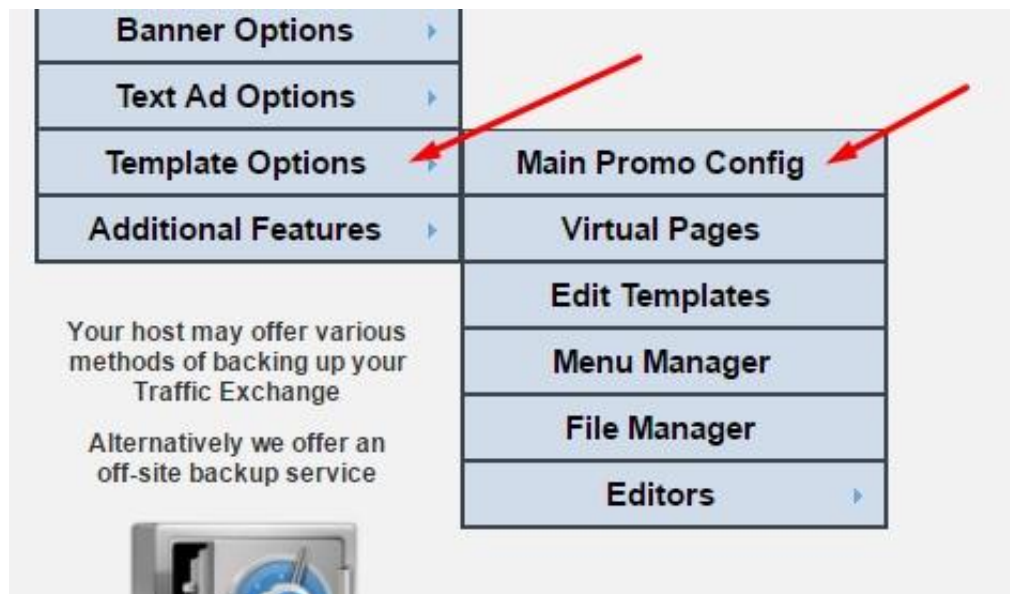 Banner Options
Text Ad Options
Template Options
Additional Features
Main Promo Config
Virtual Pages
Edit Templates
Menu Manager
File Manager
Editors
Your host may offer various
methods of backing up your
Traffic Exchange
Alternatively we offer an
off-site backup service